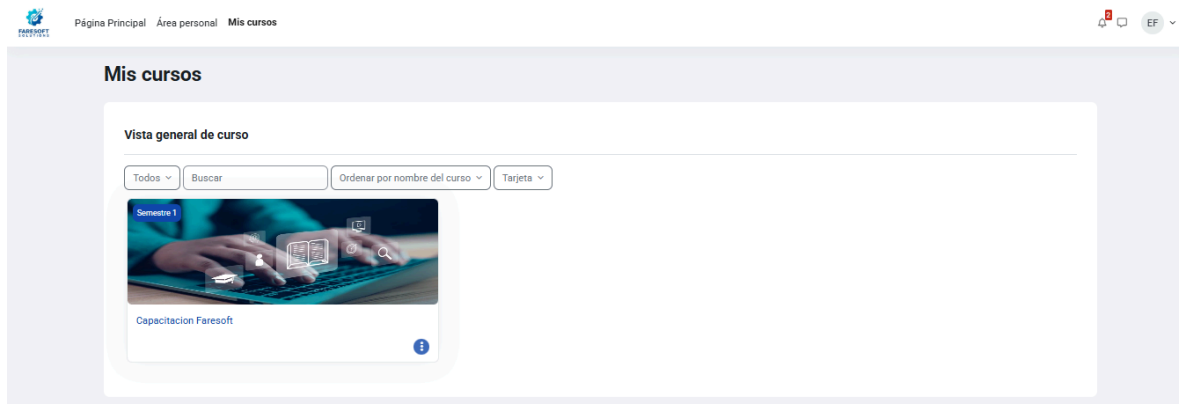 FARESOFT
SOLUTIONS
Página Principal Área personal Mis cursos
2
EF
Mis cursos
Vista general de curso
Todos Buscar Ordenar por nombre del curso Tarjeta
Semestre 1
Capacitacion Faresoft